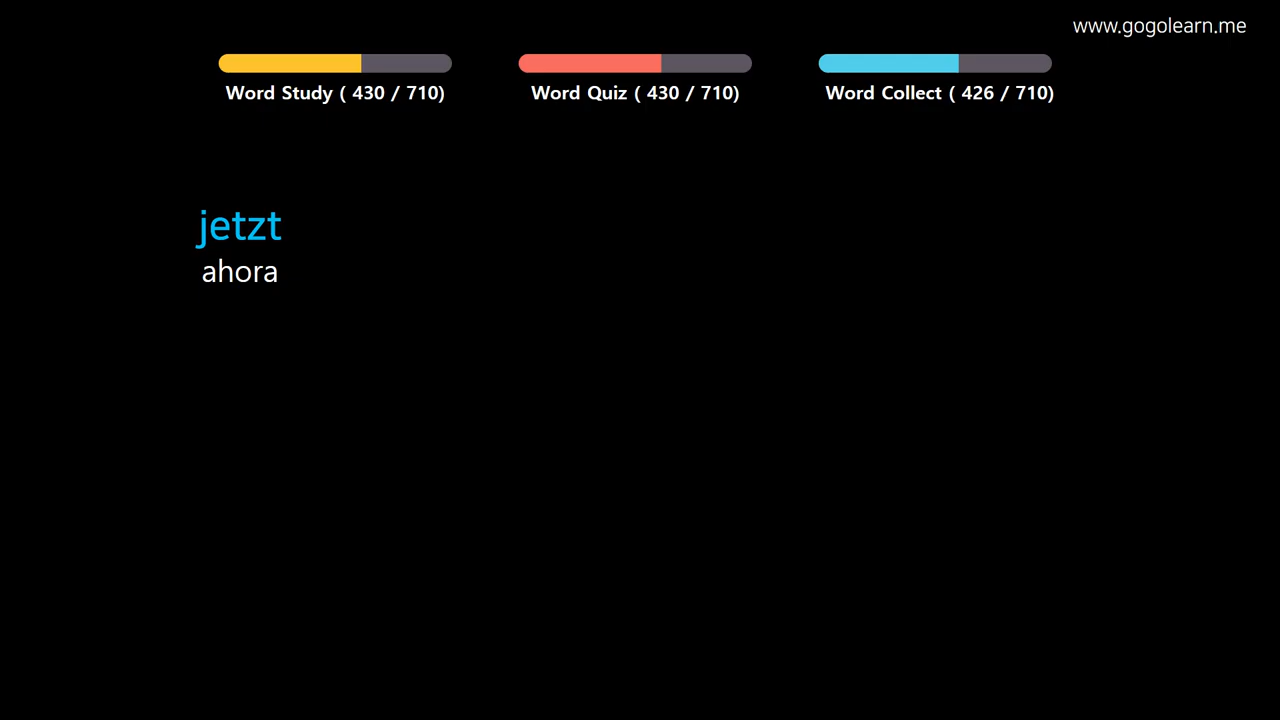 www.gogolearn.me
Word Study ( 430 / 710)
Word Quiz ( 430 / 710)
Word Collect ( 426 / 710)
jetzt
ahora